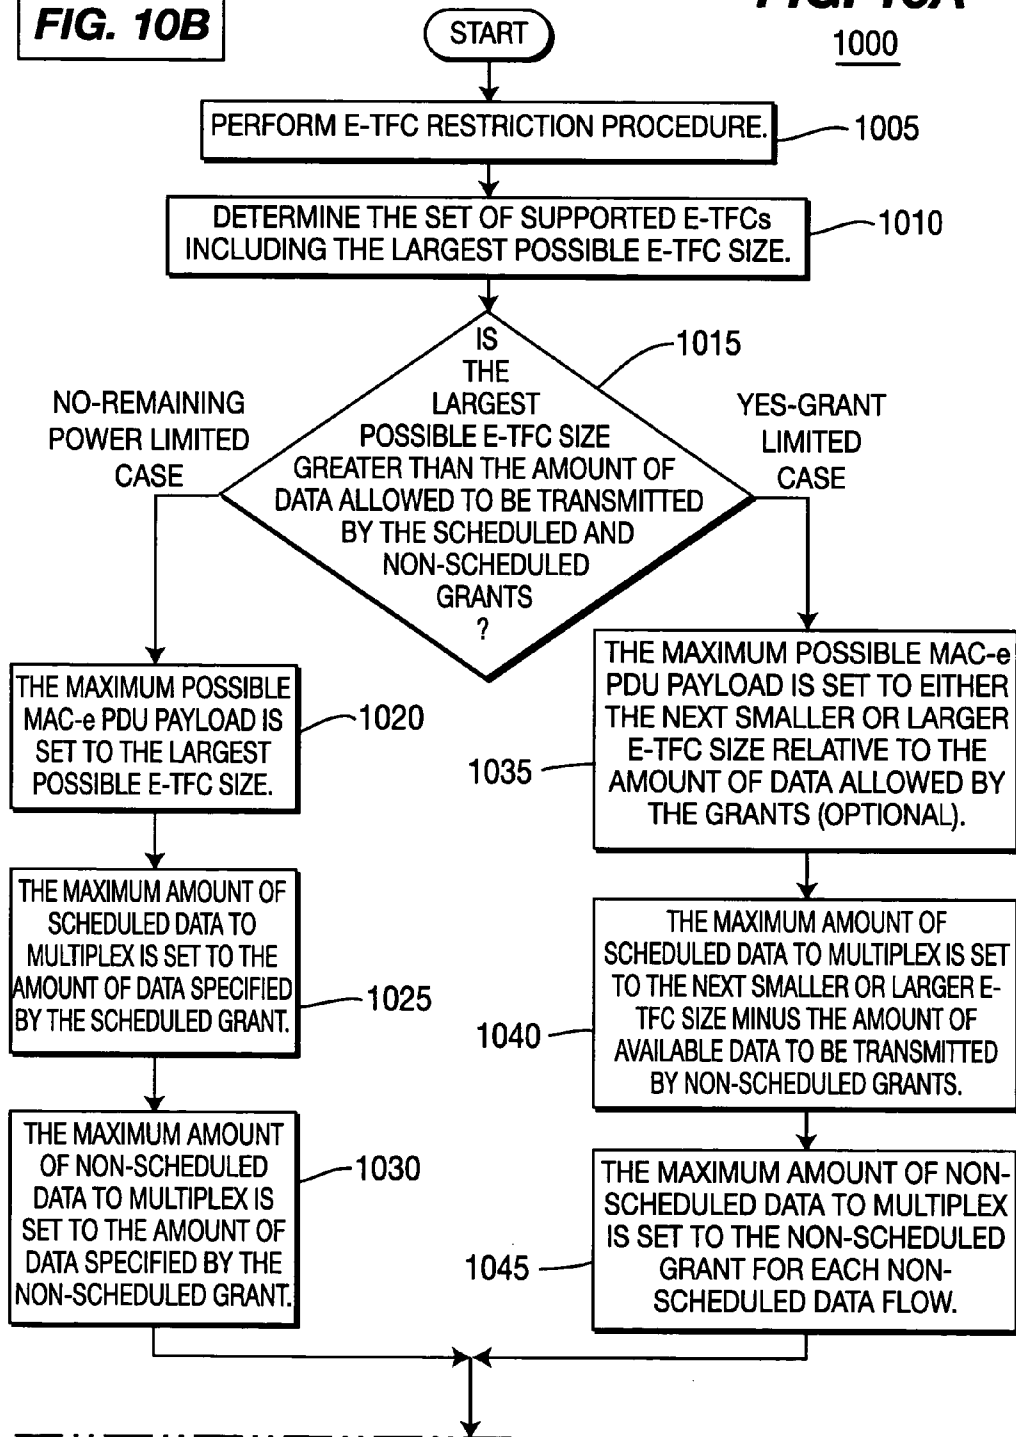 FIG. 10B
FIG. 10A
1000
START
PERFORM E-TFC RESTRICTION PROCEDURE.
1005
DETERMINE THE SET OF SUPPORTED E-TFCs
INCLUDING THE LARGEST POSSIBLE E-TFC SIZE.
1010
IS
THE
LARGEST
POSSIBLE E-TFC SIZE
GREATER THAN THE AMOUNT OF
DATA ALLOWED TO BE TRANSMITTED
BY THE SCHEDULED AND
NON-SCHEDULED
GRANTS
?
1015
NO-REMAINING
POWER LIMITED
CASE
YES-GRANT
LIMITED
CASE
THE MAXIMUM POSSIBLE
MAC-e PDU PAYLOAD IS
SET TO THE LARGEST
POSSIBLE E-TFC SIZE.
1020
THE MAXIMUM AMOUNT OF
SCHEDULED DATA TO
MULTIPLEX IS SET TO THE
AMOUNT OF DATA SPECIFIED
BY THE SCHEDULED GRANT.
1025
THE MAXIMUM AMOUNT
OF NON-SCHEDULED
DATA TO MULTIPLEX IS
SET TO THE AMOUNT OF
DATA SPECIFIED BY THE
NON-SCHEDULED GRANT.
1030
THE MAXIMUM POSSIBLE MAC-e
PDU PAYLOAD IS SET TO EITHER
THE NEXT SMALLER OR LARGER
E-TFC SIZE RELATIVE TO THE
AMOUNT OF DATA ALLOWED BY
THE GRANTS (OPTIONAL).
1035
THE MAXIMUM AMOUNT OF
SCHEDULED DATA TO MULTIPLEX IS SET
TO THE NEXT SMALLER OR LARGER E-
TFC SIZE MINUS THE AMOUNT OF
AVAILABLE DATA TO BE TRANSMITTED
BY NON-SCHEDULED GRANTS.
1040
THE MAXIMUM AMOUNT OF NON-
SCHEDULED DATA TO MULTIPLEX
IS SET TO THE NON-SCHEDULED
GRANT FOR EACH NON-
SCHEDULED DATA FLOW.
1045